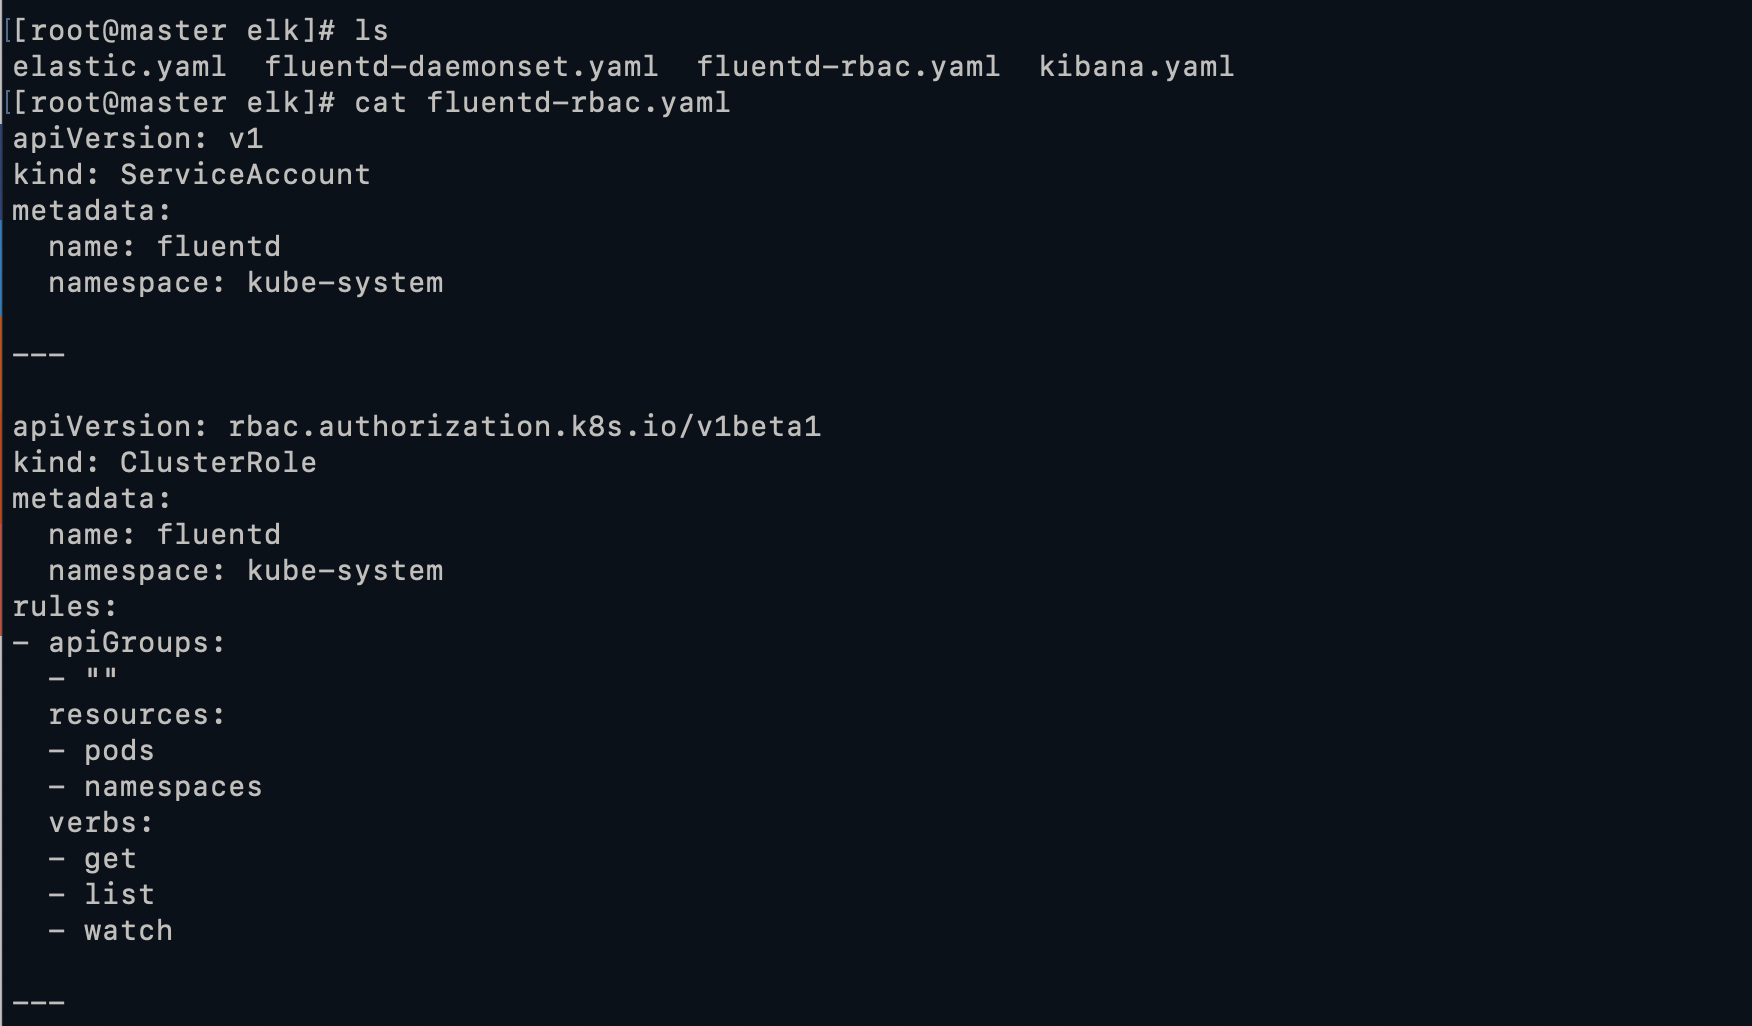 [[root@master elk]# ls
elastic.yaml  fluentd-daemonset.yaml  fluentd-rbac.yaml  kibana.yaml
[[root@master elk]# cat fluentd-rbac.yaml
apiVersion: v1
kind: ServiceAccount
metadata:
  name: fluentd
  namespace: kube-system

---

apiVersion: rbac.authorization.k8s.io/v1beta1
kind: ClusterRole
metadata:
  name: fluentd
  namespace: kube-system
rules:
- apiGroups:
  - ""
  resources:
  - pods
  - namespaces
  verbs:
  - get
  - list
  - watch

---